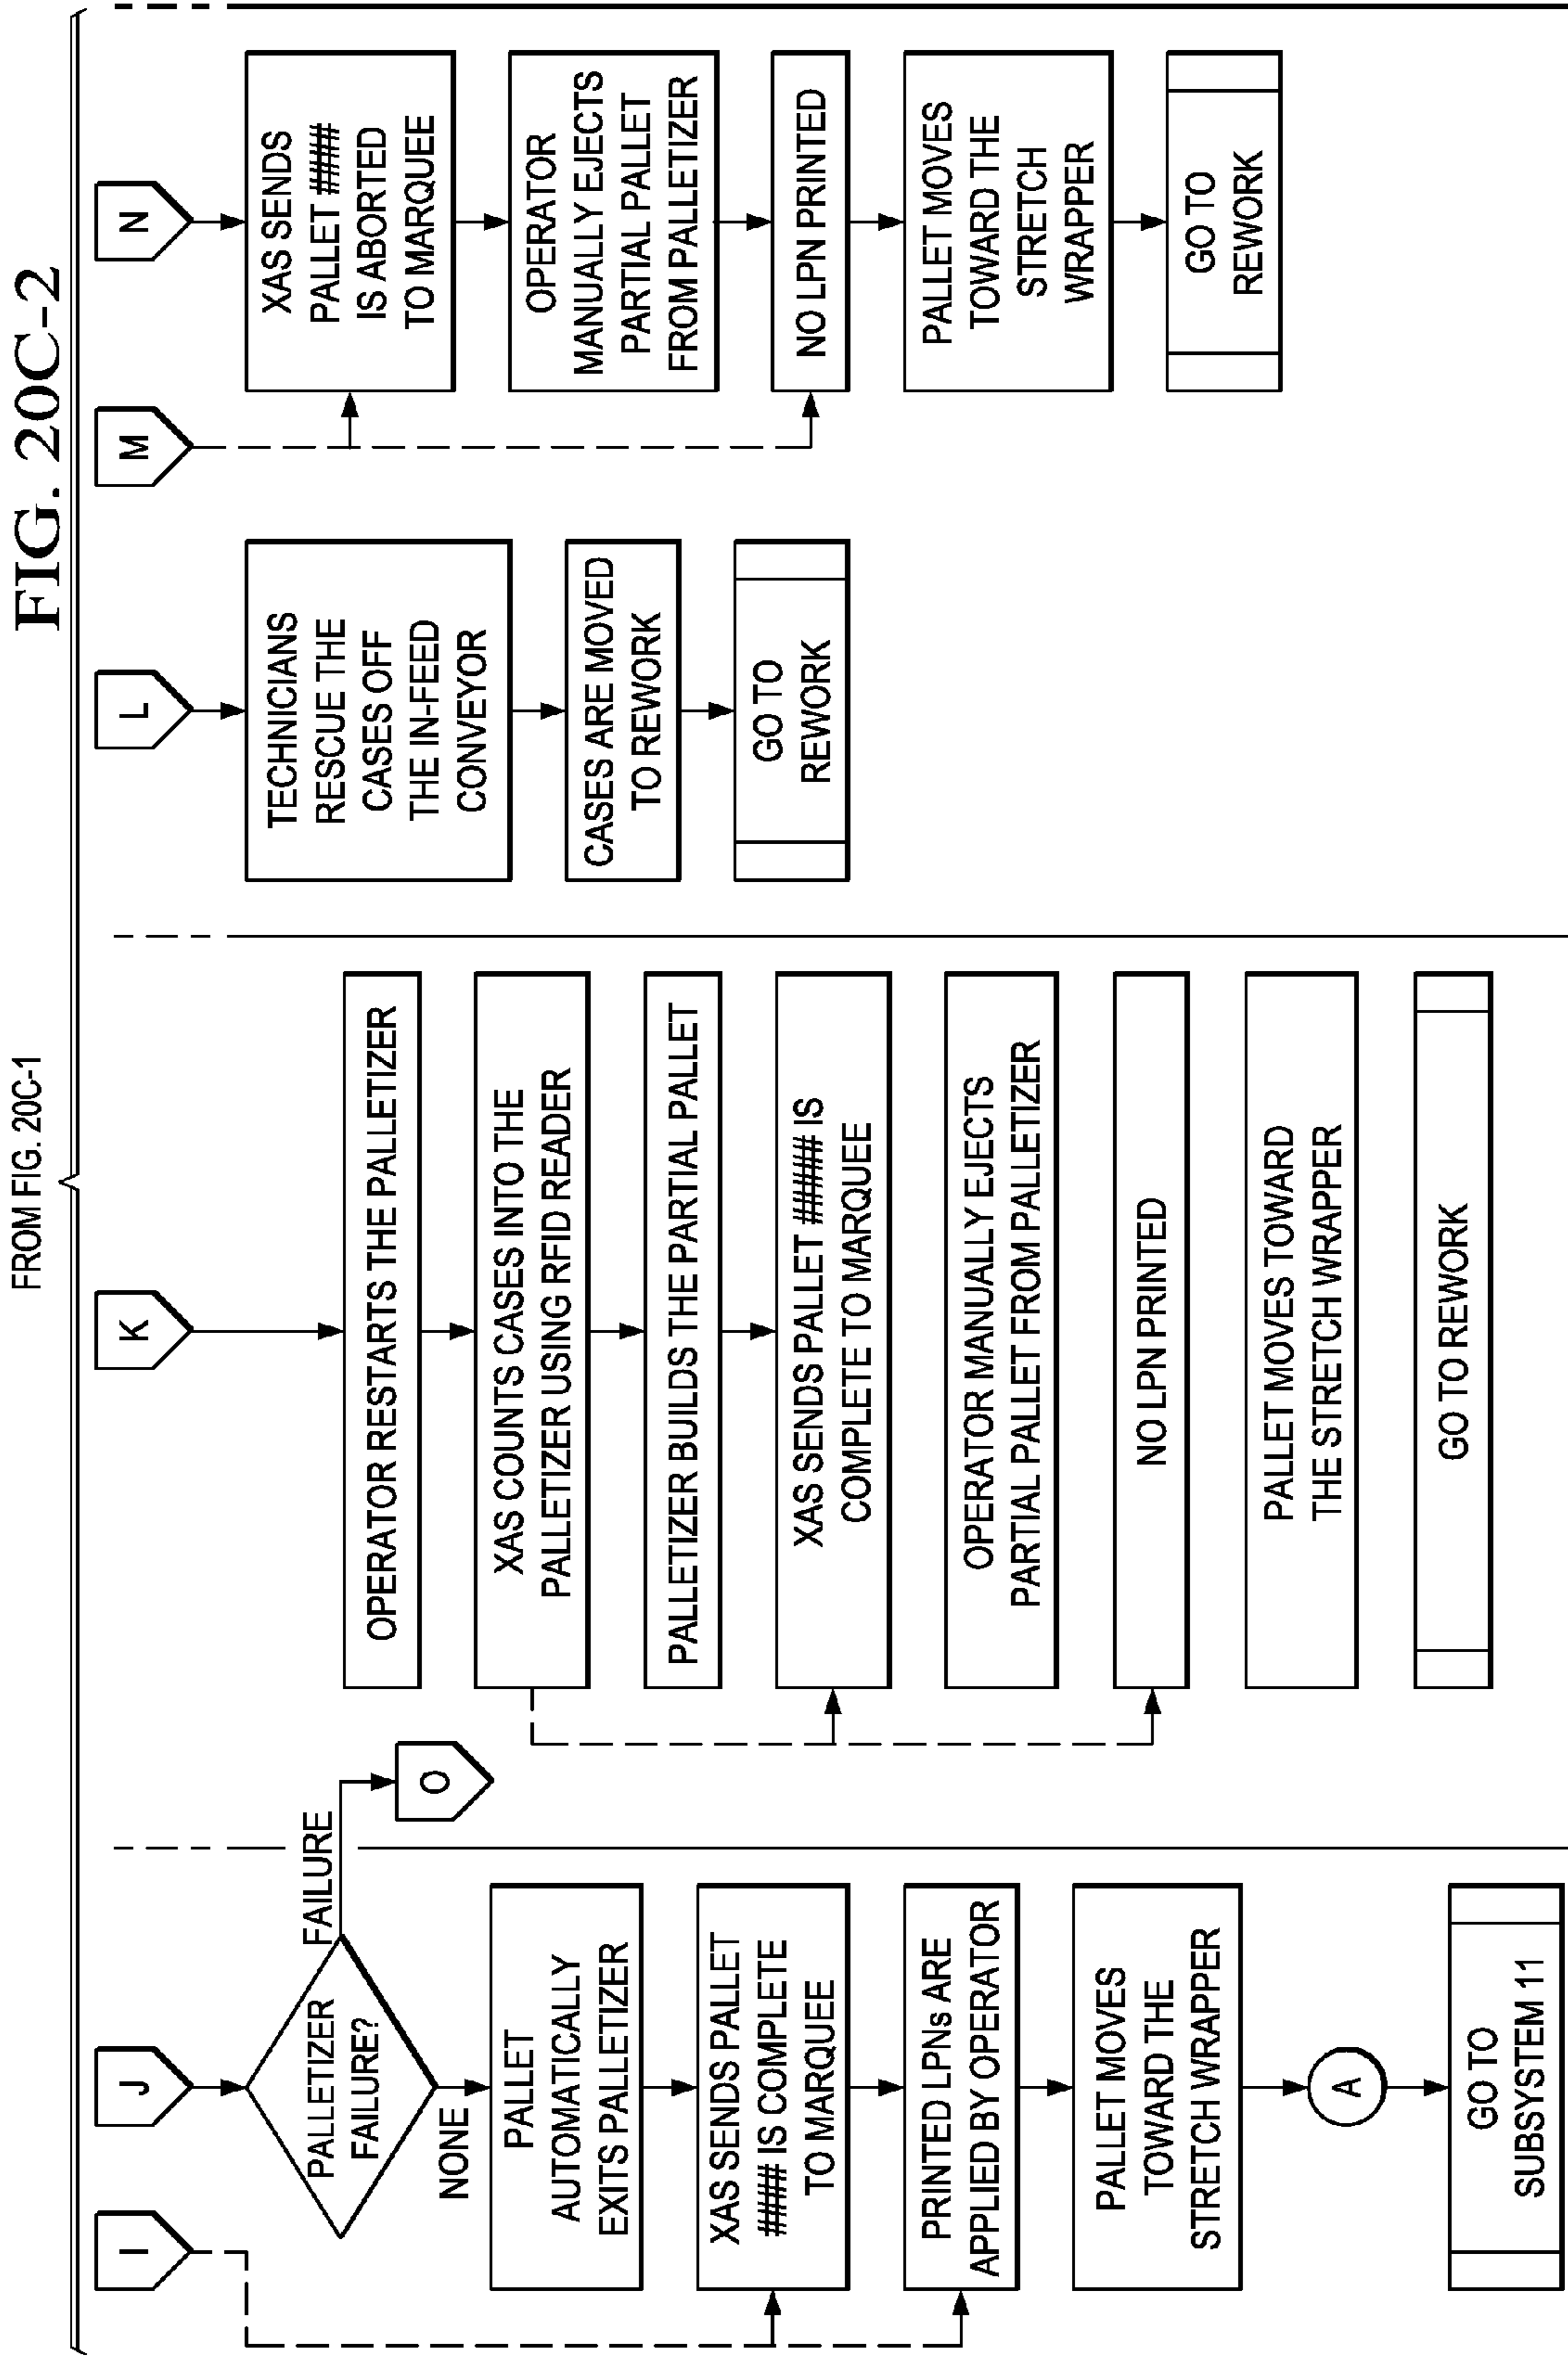 FIG. 20C-2
FROM FIG. 20C-1
I
J
PALLETIZER
FAILURE?
FAILURE
O
NONE
PALLET
AUTOMATICALLY
EXITS PALLETIZER
XAS SENDS PALLET
#### IS COMPLETE
TO MARQUEE
PRINTED LPNs ARE
APPLIED BY OPERATOR
PALLET MOVES
TOWARD THE
STRETCH WRAPPER
A
GO TO
SUBSYSTEM 11
K
OPERATOR RESTARTS THE PALLETIZER
XAS COUNTS CASES INTO THE
PALLETIZER USING RFID READER
PALLETIZER BUILDS THE PARTIAL PALLET
XAS SENDS PALLET #### IS
COMPLETE TO MARQUEE
OPERATOR MANUALLY EJECTS
PARTIAL PALLET FROM PALLETIZER
NO LPN PRINTED
PALLET MOVES TOWARD
THE STRETCH WRAPPER
GO TO REWORK
L
TECHNICIANS
RESCUE THE
CASES OFF
THE IN-FEED
CONVEYOR
CASES ARE MOVED
TO REWORK
GO TO
REWORK
M
N
XAS SENDS
PALLET ####
IS ABORTED
TO MARQUEE
OPERATOR
MANUALLY EJECTS
PARTIAL PALLET
FROM PALLETIZER
NO LPN PRINTED
PALLET MOVES
TOWARD THE
STRETCH
WRAPPER
GO TO
REWORK